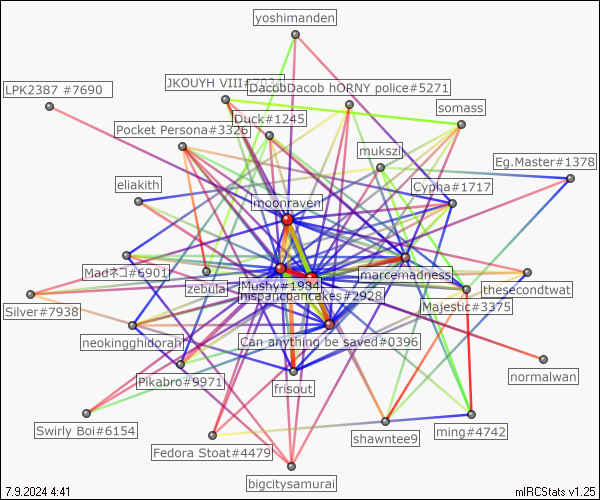 yoshimanden
LPK2387 #7690
JKOUYH VIII#7034
DacobDacob hORNY police#5271
somass
Duck#1245
Pocket Persona#3326
mukszi
Eg.Master#1378
eliakith
Cypha#1717
moonraven
Madネコ#6901
marcemadness
zebula
Mushy#1984
thesecondtwat
hispancpancakes#2928
Majestic#3375
Silver#7938
neokingghidorah
Can anything be saved#0396
normalwan
Pikabro#9971
frisout
Swirly Boi#6154
ming#4742
shawntee9
Fedora Stoat#4479
bigcitysamurai
7.9.2024 4:41
mIRCStats v1.25